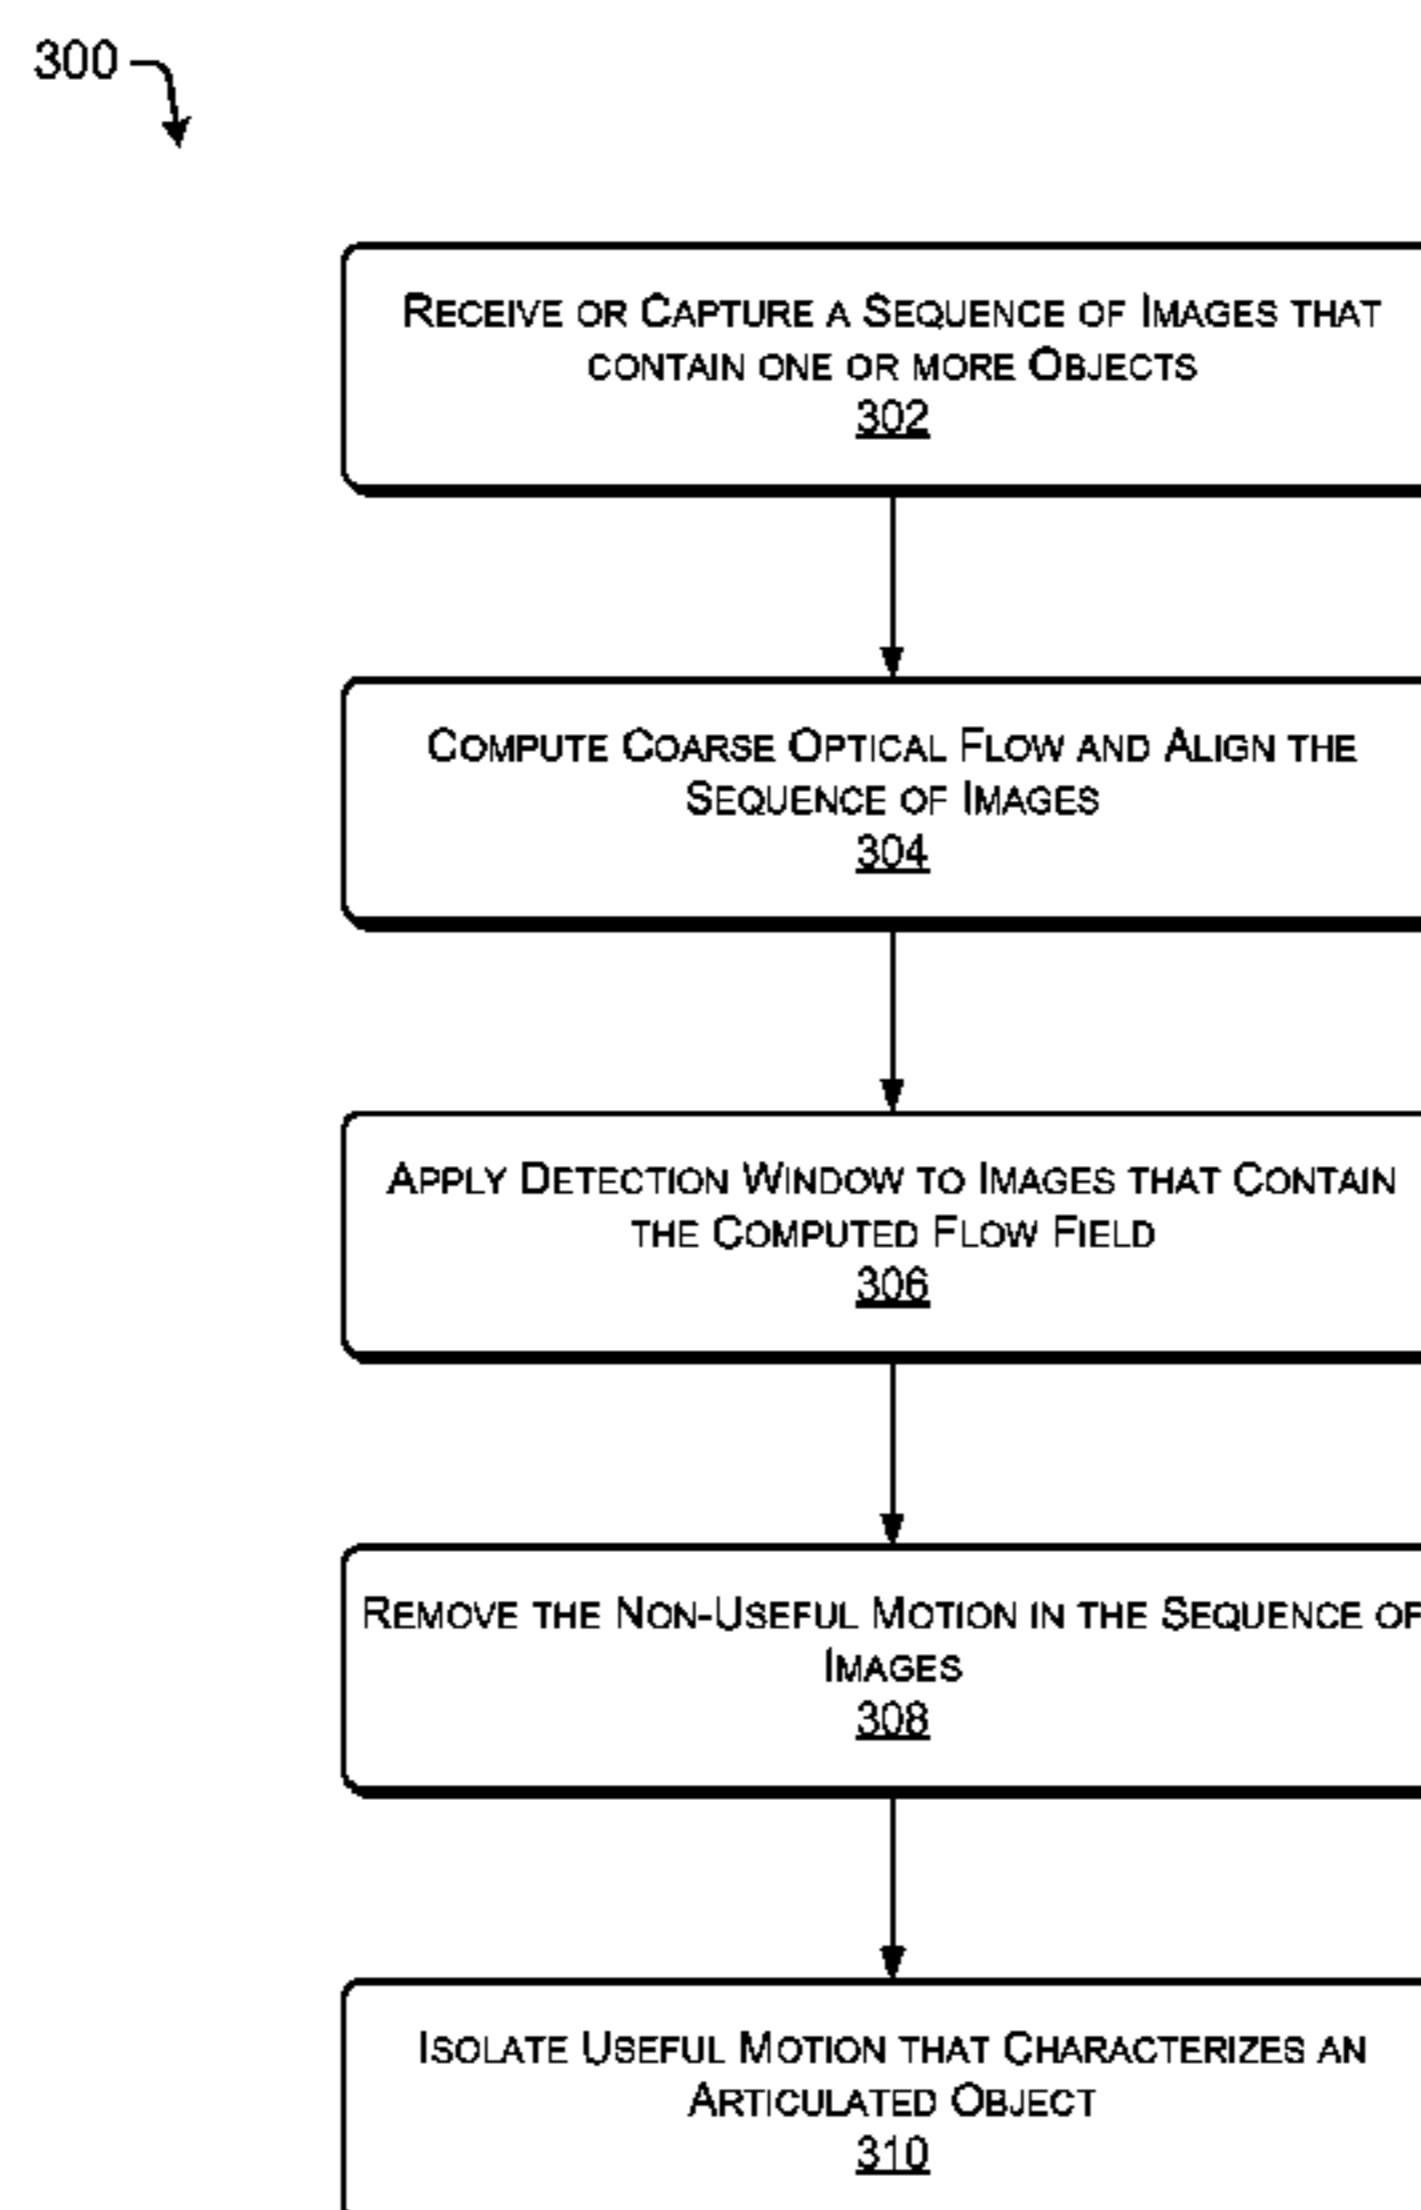 300
RECEIVE OR CAPTURE A SEQUENCE OF IMAGES THAT
CONTAIN ONE OR MORE OBJECTS
302
COMPUTE COARSE OPTICAL FLOW AND ALIGN THE
SEQUENCE OF IMAGES
304
APPLY DETECTION WINDOW TO IMAGES THAT CONTAIN
THE COMPUTED FLOW FIELD
306
REMOVE THE NON-USEFUL MOTION IN THE SEQUENCE OF
IMAGES
308
ISOLATE USEFUL MOTION THAT CHARACTERIZES AN
ARTICULATED OBJECT
310